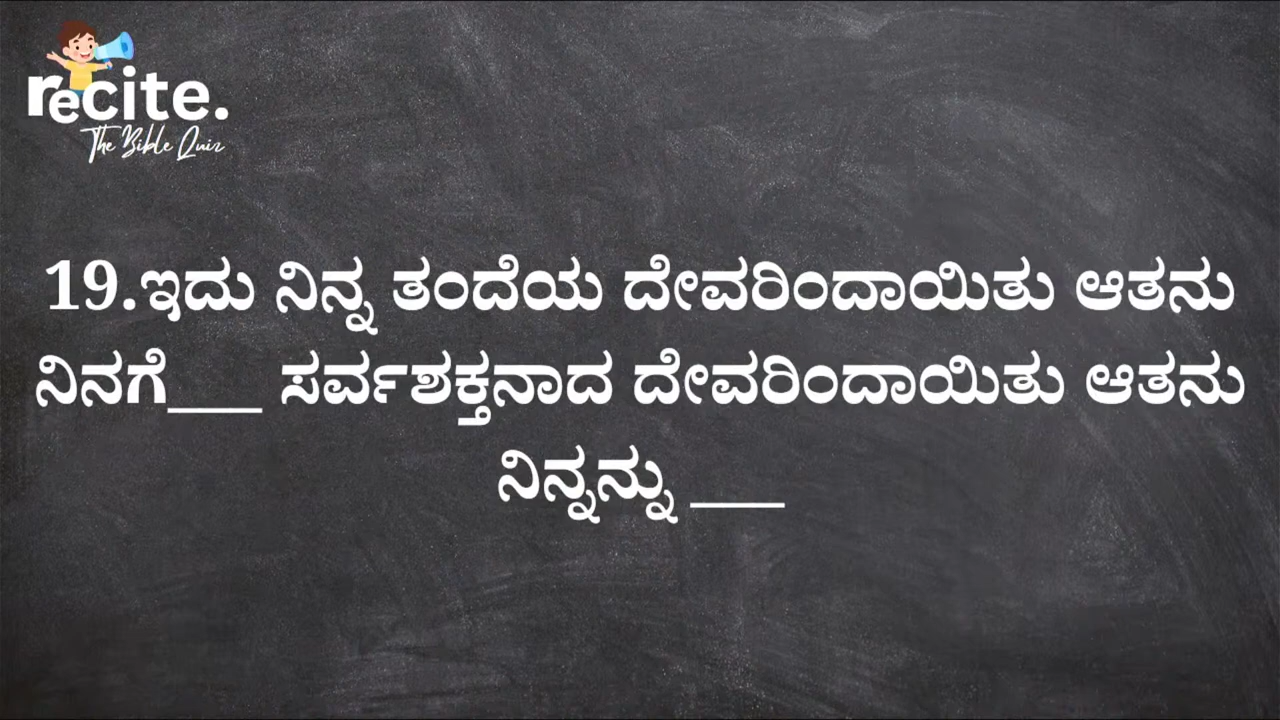 recite.
The Bible Quiz
19.ಇದು ನಿನ್ನ ತಂದೆಯ ದೇವರಿಂದಾಯಿತು ಆತನು
ನಿನಗೆ___ ಸರ್ವಶಕ್ತನಾದ ದೇವರಿಂದಾಯಿತು ಆತನು
ನಿನ್ನನ್ನು ___